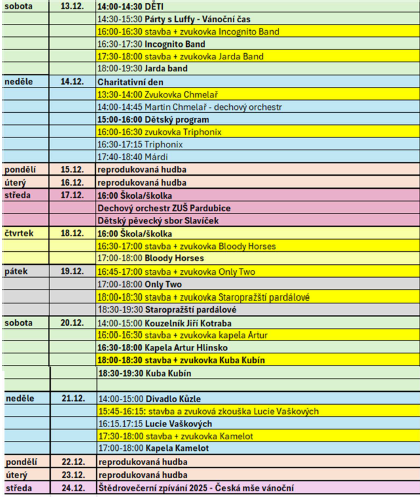 sobota 13.12. 14:00-14:30 DĚTI
14:30-15:30 Párty s Luffy - Vánoční čas
16:00-16:30 stavba + zvukovka Incognito Band
16:30-17:30 Incognito Band
17:30-18:00 stavba + zvukovka Jarda Band
18:00-19:30 Jarda band
neděle 14.12. Charitativní den
13:30-14:00 Zvukovka Chmelař
14:00-14:45 Martin Chmelař - dechový orchestr
15:00-16:00 Dětský program
16:00-16:30 zvukovka Triphonix
16:30-17:15 Triphonix
17:40-18:40 Márdi
pondělí 15.12. reprodukovaná hudba
úterý 16.12. reprodukovaná hudba
středa 17.12. 16:00 Škola/školka
Dechový orchestr ZUŠ Pardubice
Dětský pěvecký sbor Slavíček
čtvrtek 18.12. 16:00 Škola/školka
16:30-17:00 stavba + zvukovka Bloody Horses
17:00-18:00 Bloody Horses
pátek 19.12. 16:45-17:00 stavba + zvukovka Only Two
17:00-18:00 Only Two
18:00-18:30 stavba + zvukovka Staropražští pardálové
18:30-19:30 Staropražští pardálové
sobota 20.12. 14:00-15:00 Kouzelník Jiří Kotraba
16:00-16:30 stavba + zvukovka kapela Artur
16:30-18:00 Kapela Artur Hlinsko
18:00-18:30 stavba + zvukovka Kuba Kubín
18:30-19:30 Kuba Kubín
neděle 21.12. 14:00-15:00 Divadlo Kůzle
15:45-16:15: stavba a zvuková zkouška Lucie Vaškových
16:15.17:15 Lucie Vaškových
17:30-18:00 stavba + zvukovka Kamelot
17:00-18:00 Kapela Kamelot
pondělí 22.12. reprodukovaná hudba
úterý 23.12. reprodukovaná hudba
středa 24.12. Štědrovečerní zpívání 2025 - Česká mše vánoční